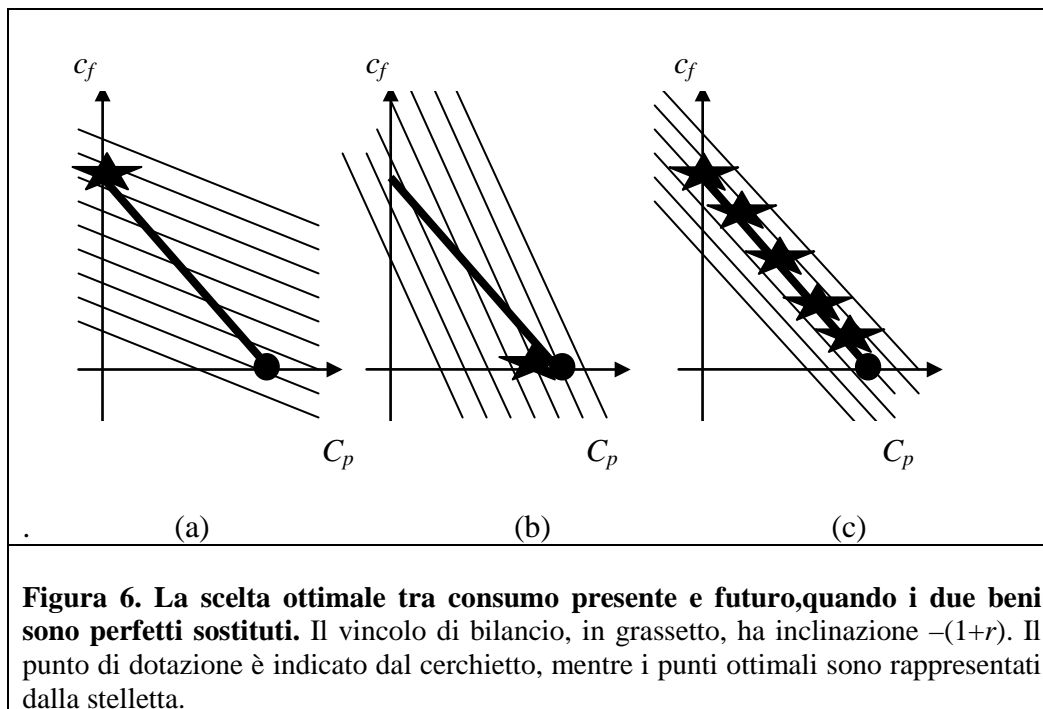 c_f c_f c_f
C_p C_p C_p
. (a) (b) (c)
Figura 6. La scelta ottimale tra consumo presente e futuro,quando i due beni
sono perfetti sostituti. Il vincolo di bilancio, in grassetto, ha inclinazione –(1+r). Il
punto di dotazione è indicato dal cerchietto, mentre i punti ottimali sono rappresentati
dalla stelletta.